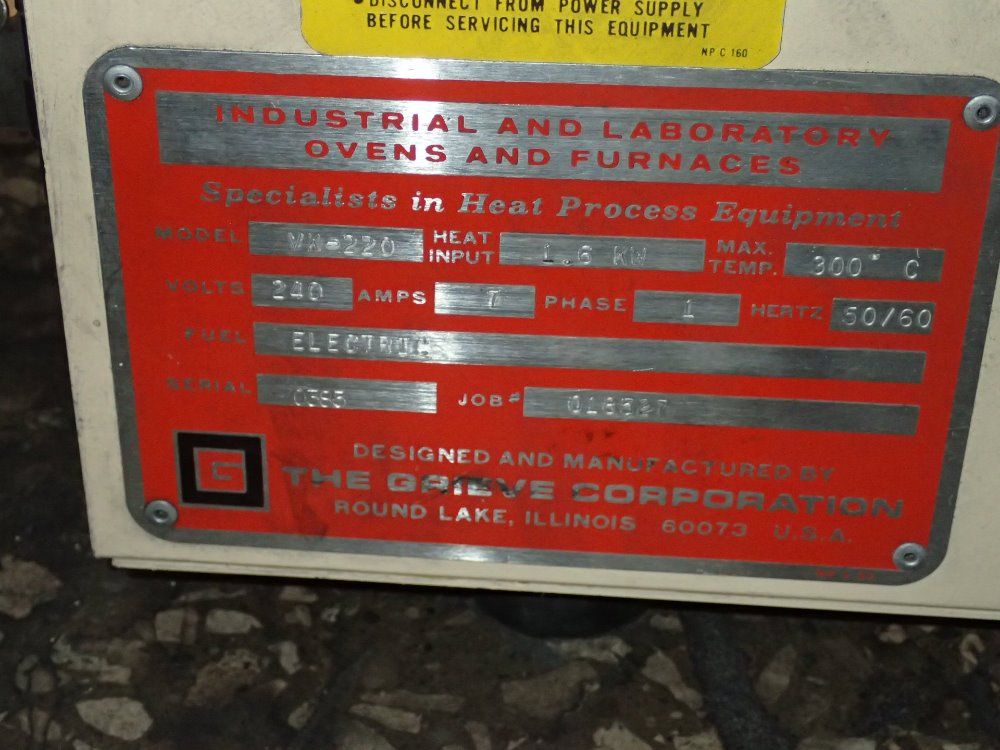 DISCONNECT FROM POWER SUPPLY
BEFORE SERVICING THIS EQUIPMENT
NP C 160
INDUSTRIAL AND LABORATORY
OVENS AND FURNACES
Specialists in Heat Process Equipment
MODEL HEAT INPUT 1.6 KW MAX. TEMP. 300° C
VOLTS 240 AMPS 7 PHASE 1 HERTZ 50/60
FUEL ELECTRIC
SERIAL JOB#
G
DESIGNED AND MANUFACTURED BY
THE GRIEVE CORPORATION
ROUND LAKE, ILLINOIS 60073 U.S.A.